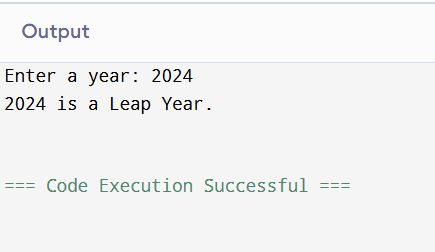 Output
Enter a year: 2024
2024 is a Leap Year.
=== Code Execution Successful ===